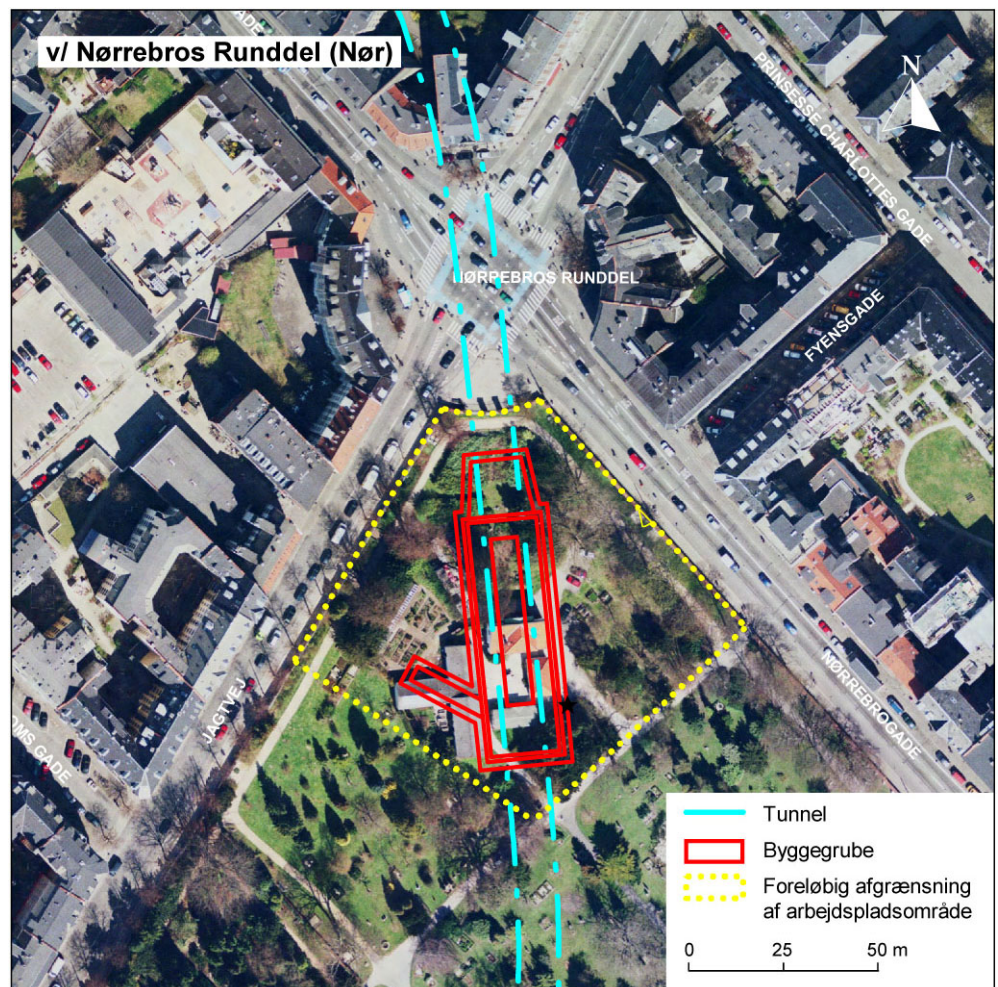 v/ Nørrebros Runddel (Nør)
GADE
N
PRINSESSE CHARLOTTES GADE
NØRREBROS RUNDDEL
FYENSGADE
NØRREBROGADE
JAGTVEJ
OMS GADE
Tunnel
Byggegrube
Foreløbig afgrænsning
af arbejdspladsområde
0 25 50 m